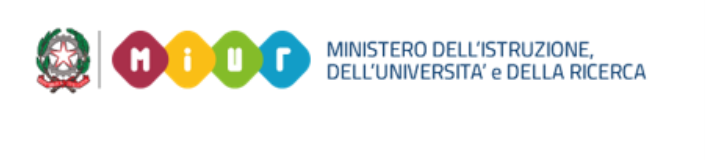 MiUr MINISTERO DELL'ISTRUZIONE,
DELL'UNIVERSITA' e DELLA RICERCA